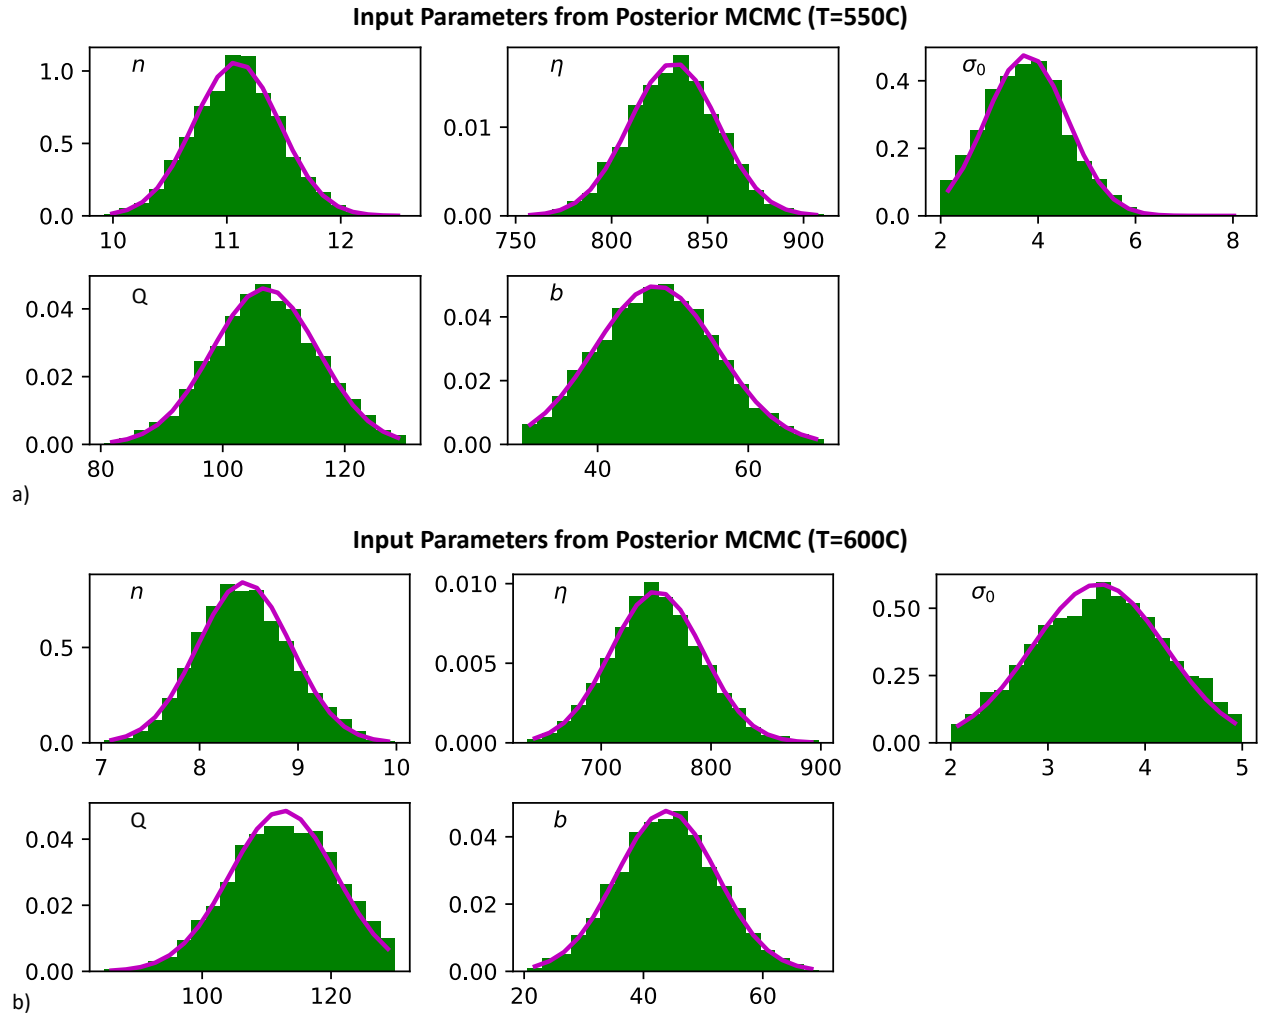 Input Parameters from Posterior MCMC (T=550C)
n
1.0
0.5
0.0
10 11 12
η
0.01
0.00
750 800 850 900
σ0
0.4
0.2
0.0
2 4 6 8
Q
0.04
0.02
0.00
80 100 120
b
0.04
0.02
0.00
40 60
a)
Input Parameters from Posterior MCMC (T=600C)
n
0.5
0.0
7 8 9 10
η
0.010
0.005
0.000
700 800 900
σ0
0.50
0.25
0.00
2 3 4 5
Q
0.04
0.02
0.00
100 120
b
0.04
0.02
0.00
20 40 60
b)